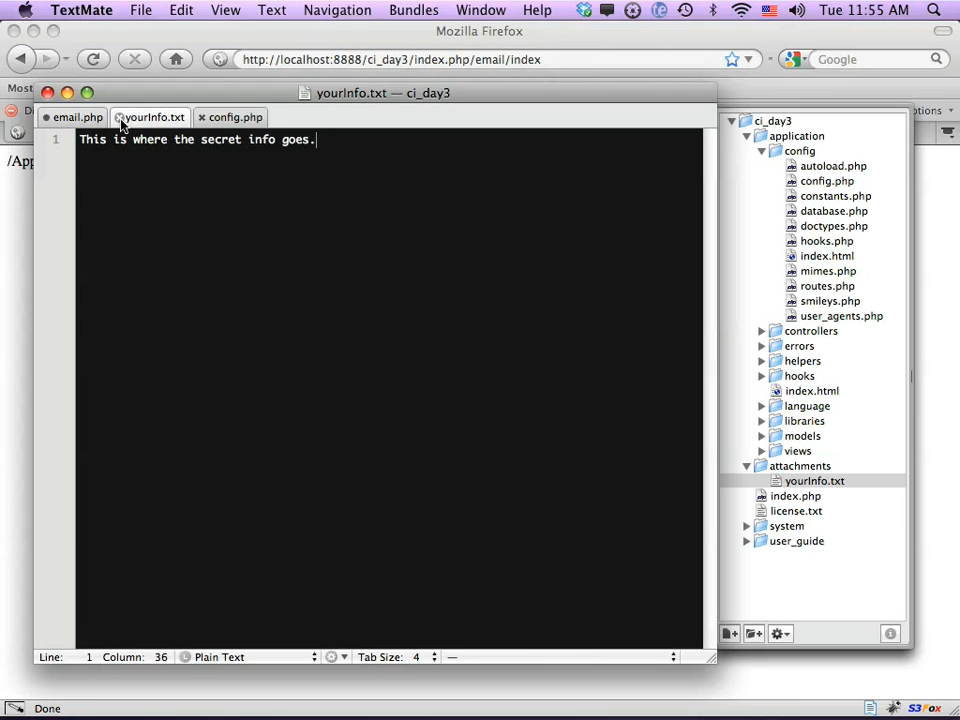 TextMate File Edit View Text Navigation Bundles Window Help Tue 11:55 AM
Mozilla Firefox
http://localhost:8888/ci_day3/index.php/email/index
Google
Most
yourInfo.txt — ci_day3
email.php yourInfo.txt config.php
ptions
1 This is where the secret info goes.
/App
ci_day3
application
config
autoload.php
config.php
constants.php
database.php
doctypes.php
hooks.php
index.html
mimes.php
routes.php
smileys.php
user_agents.php
controllers
errors
helpers
hooks
index.html
language
libraries
models
views
attachments
yourInfo.txt
index.php
license.txt
system
user_guide
Line: 1 Column: 36 L Plain Text Tab Size: 4 —
Done
S3Fox